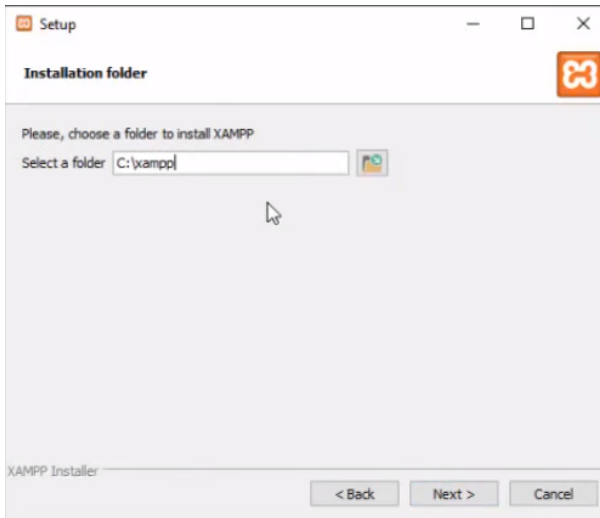 Setup
Installation folder
Please, choose a folder to install XAMPP
Select a folder C:\xampp
XAMPP Installer
< Back Next > Cancel